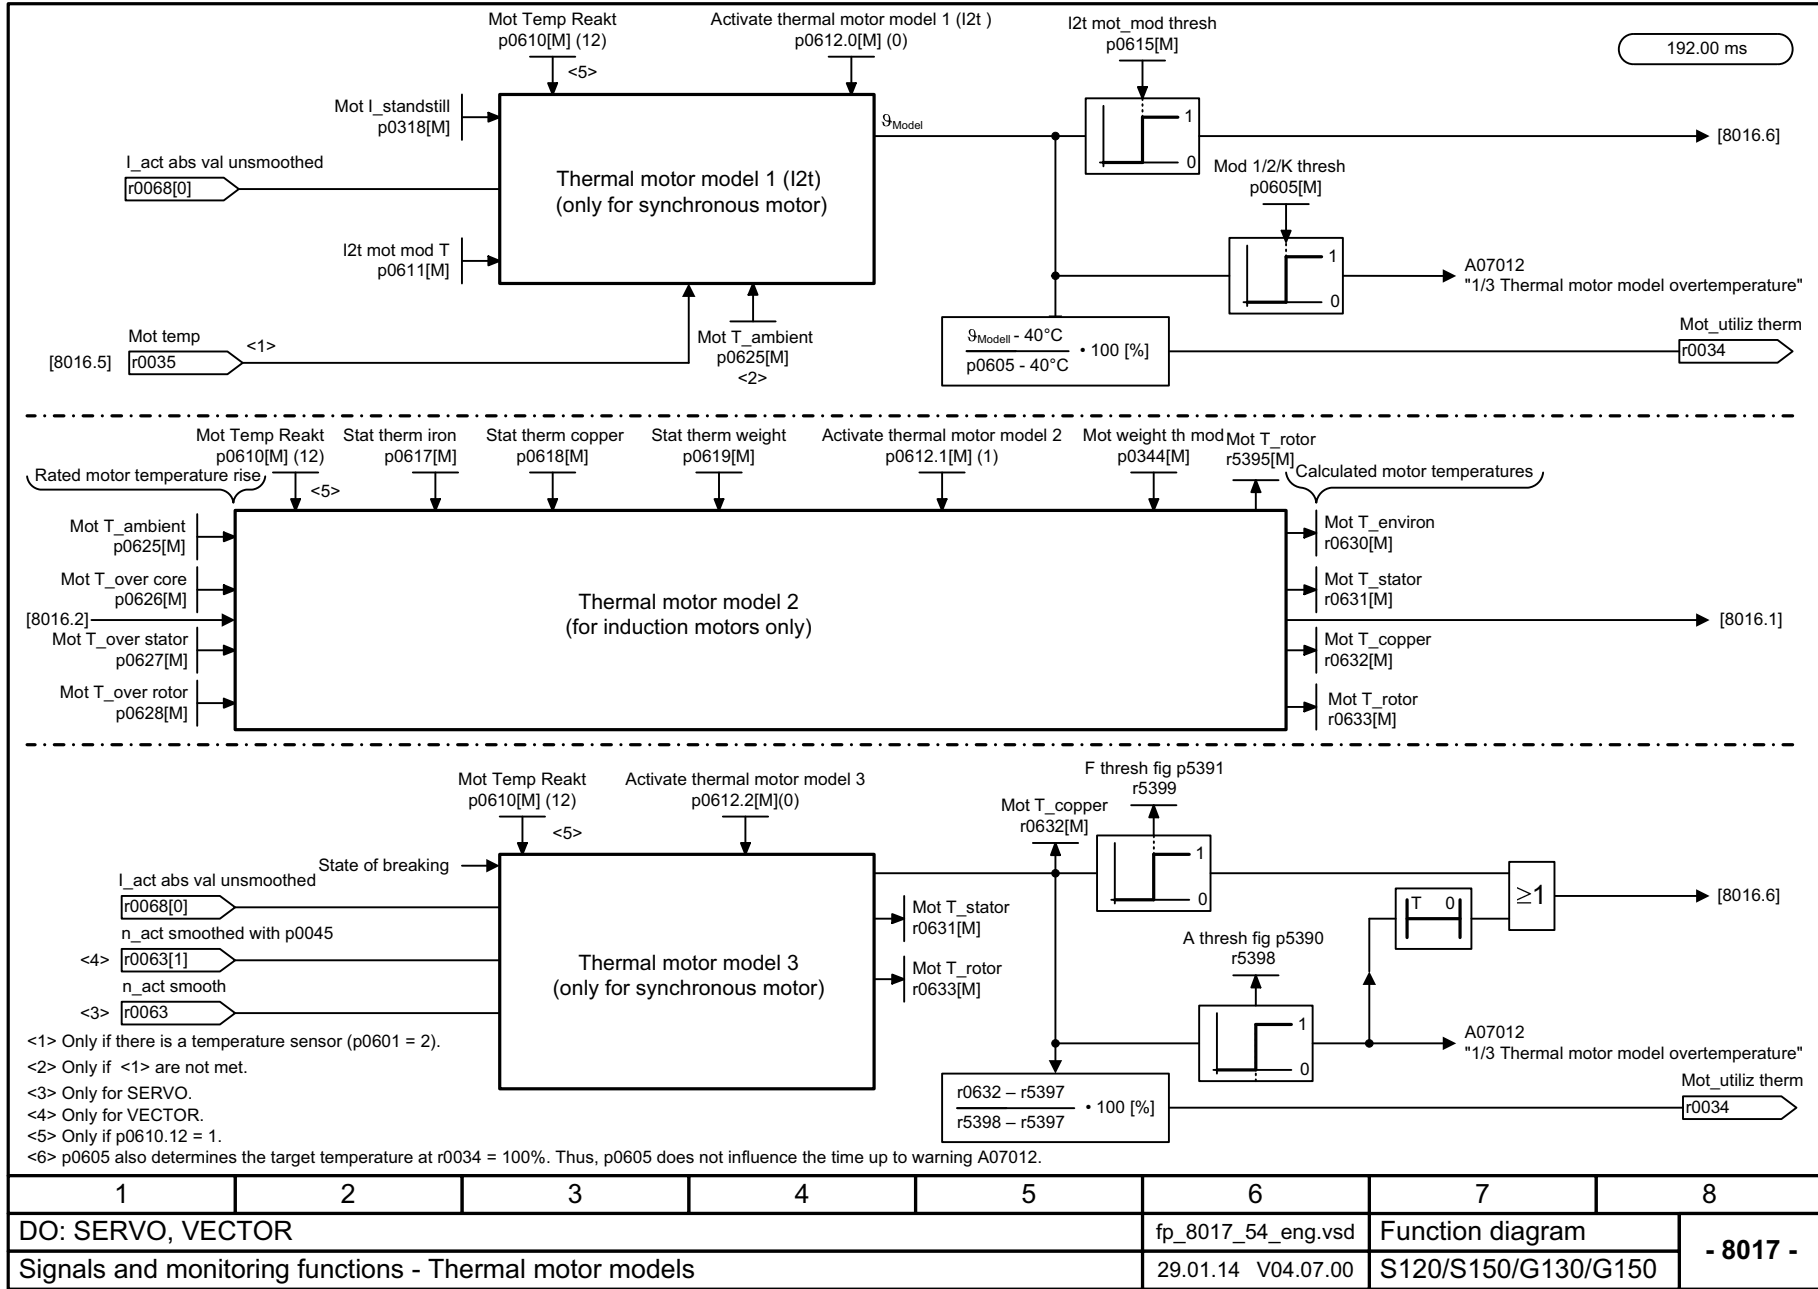 Mot Temp Reakt
p0610[M] (12)
<5>
Activate thermal motor model 1 (I2t )
p0612.0[M] (0)
I2t mot_mod thresh
p0615[M]
192.00 ms
Mot I_standstill
p0318[M]
I_act abs val unsmoothed
r0068[0]
I2t mot mod T
p0611[M]
Thermal motor model 1 (I2t)
(only for synchronous motor)
ϑModel
1
0
[8016.6]
Mod 1/2/K thresh
p0605[M]
1
0
A07012
"1/3 Thermal motor model overtemperature"
[8016.5]
Mot temp
r0035
<1>
Mot T_ambient
p0625[M]
<2>
ϑModell - 40°C
p0605 - 40°C
• 100 [%]
Mot_utiliz therm
r0034
Rated motor temperature rise
Mot Temp Reakt
p0610[M] (12)
<5>
Stat therm iron
p0617[M]
Stat therm copper
p0618[M]
Stat therm weight
p0619[M]
Activate thermal motor model 2
p0612.1[M] (1)
Mot weight th mod
p0344[M]
Mot T_rotor
r5395[M]
Calculated motor temperatures
Mot T_ambient
p0625[M]
Mot T_over core
p0626[M]
[8016.2]
Mot T_over stator
p0627[M]
Mot T_over rotor
p0628[M]
Thermal motor model 2
(for induction motors only)
Mot T_environ
r0630[M]
Mot T_stator
r0631[M]
[8016.1]
Mot T_copper
r0632[M]
Mot T_rotor
r0633[M]
Mot Temp Reakt
p0610[M] (12)
<5>
Activate thermal motor model 3
p0612.2[M](0)
Mot T_copper
r0632[M]
F thresh fig p5391
r5399
1
0
State of breaking
I_act abs val unsmoothed
r0068[0]
n_act smoothed with p0045
<4>
r0063[1]
n_act smooth
<3>
r0063
Thermal motor model 3
(only for synchronous motor)
Mot T_stator
r0631[M]
Mot T_rotor
r0633[M]
A thresh fig p5390
r5398
1
0
T 0
≥1
[8016.6]
A07012
"1/3 Thermal motor model overtemperature"
r0632 – r5397
r5398 – r5397
• 100 [%]
Mot_utiliz therm
r0034
<1> Only if there is a temperature sensor (p0601 = 2).
<2> Only if <1> are not met.
<3> Only for SERVO.
<4> Only for VECTOR.
<5> Only if p0610.12 = 1.
<6> p0605 also determines the target temperature at r0034 = 100%. Thus, p0605 does not influence the time up to warning A07012.
1 2 3 4 5 6 7 8
DO: SERVO, VECTOR
fp_8017_54_eng.vsd
Function diagram
- 8017 -
Signals and monitoring functions - Thermal motor models
29.01.14 V04.07.00
S120/S150/G130/G150